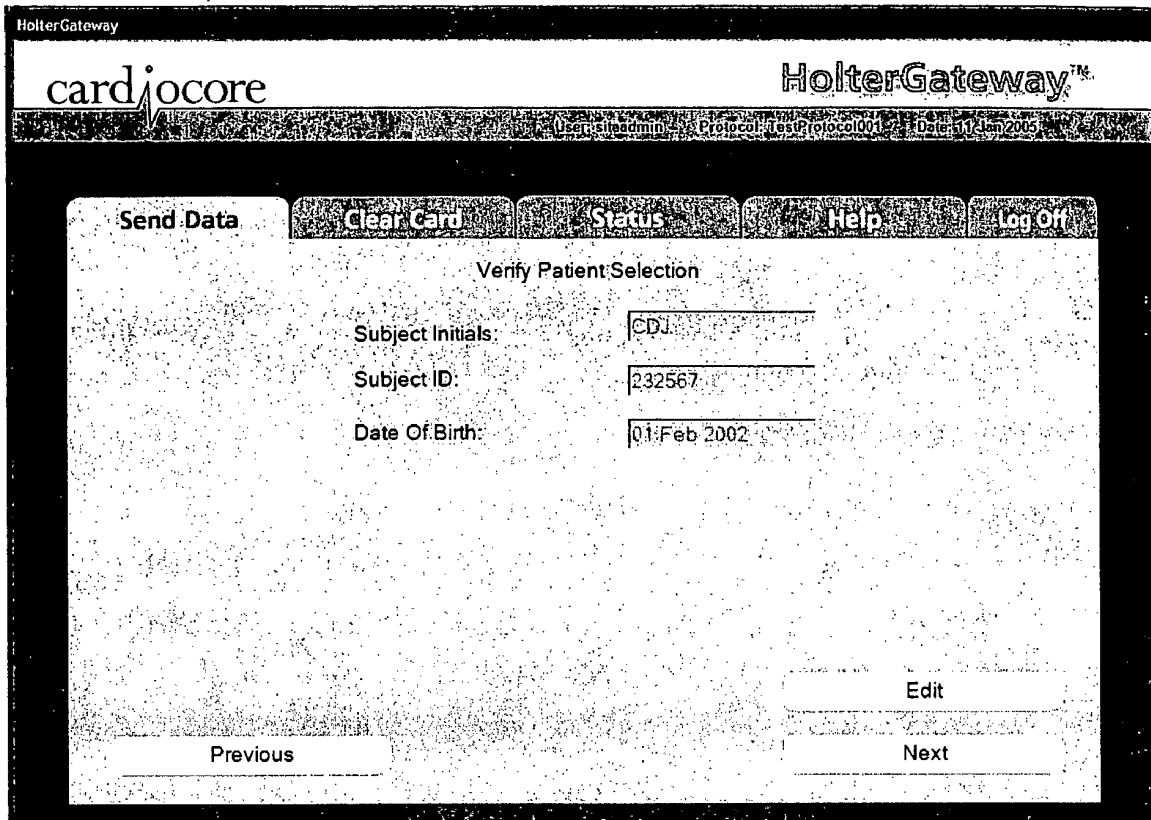 HolterGateway
cardiocore HolterGateway™
User: siteadmin Protocol: TestProtocol001 Date: 11 Jan 2005
Send Data Clear Card Status Help Log Off
Verify Patient Selection
Subject Initials: CDJ
Subject ID: 232567
Date Of Birth: 01 Feb 2002
Edit
Previous Next